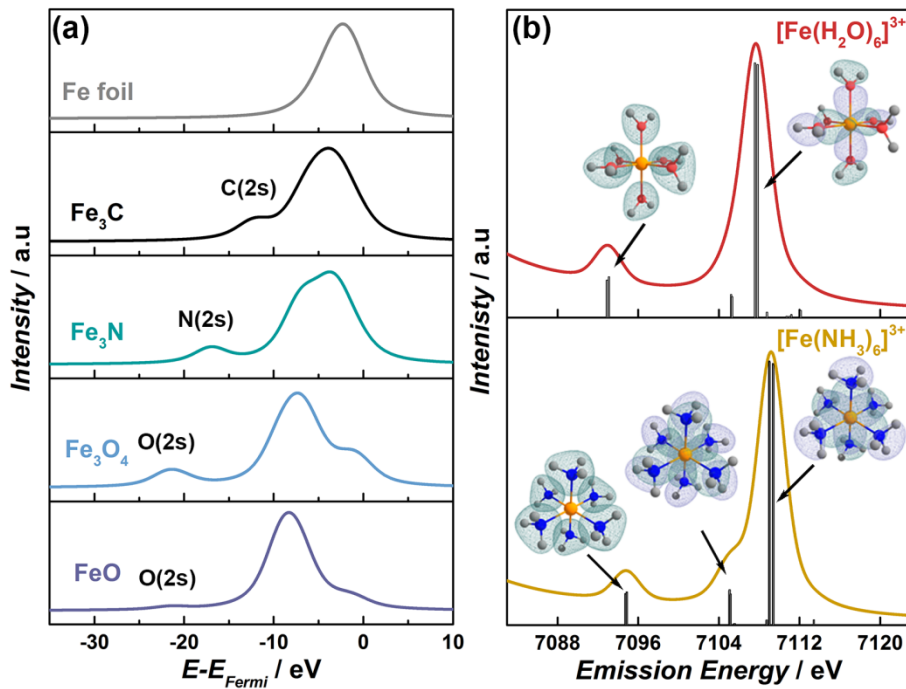 (a)
Fe foil
C(2s)
Fe3C
N(2s)
Fe3N
O(2s)
Fe3O4
O(2s)
FeO
Intensity / a.u
-30 -20 -10 0 10
E-EFermi / eV
(b)
[Fe(H2O)6]3+
[Fe(NH3)6]3+
Intenisty / a.u
7088 7096 7104 7112 7120
Emission Energy / eV